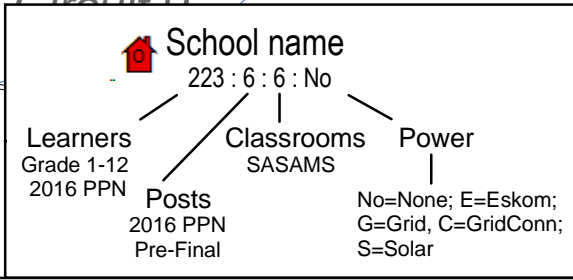 School name
223 : 6 : 6 : No
Learners
Grade 1-12
2016 PPN
Posts
2016 PPN
Pre-Final
Classrooms
SASAMS
Power
No=None; E=Eskom;
G=Grid, C=GridConn;
S=Solar